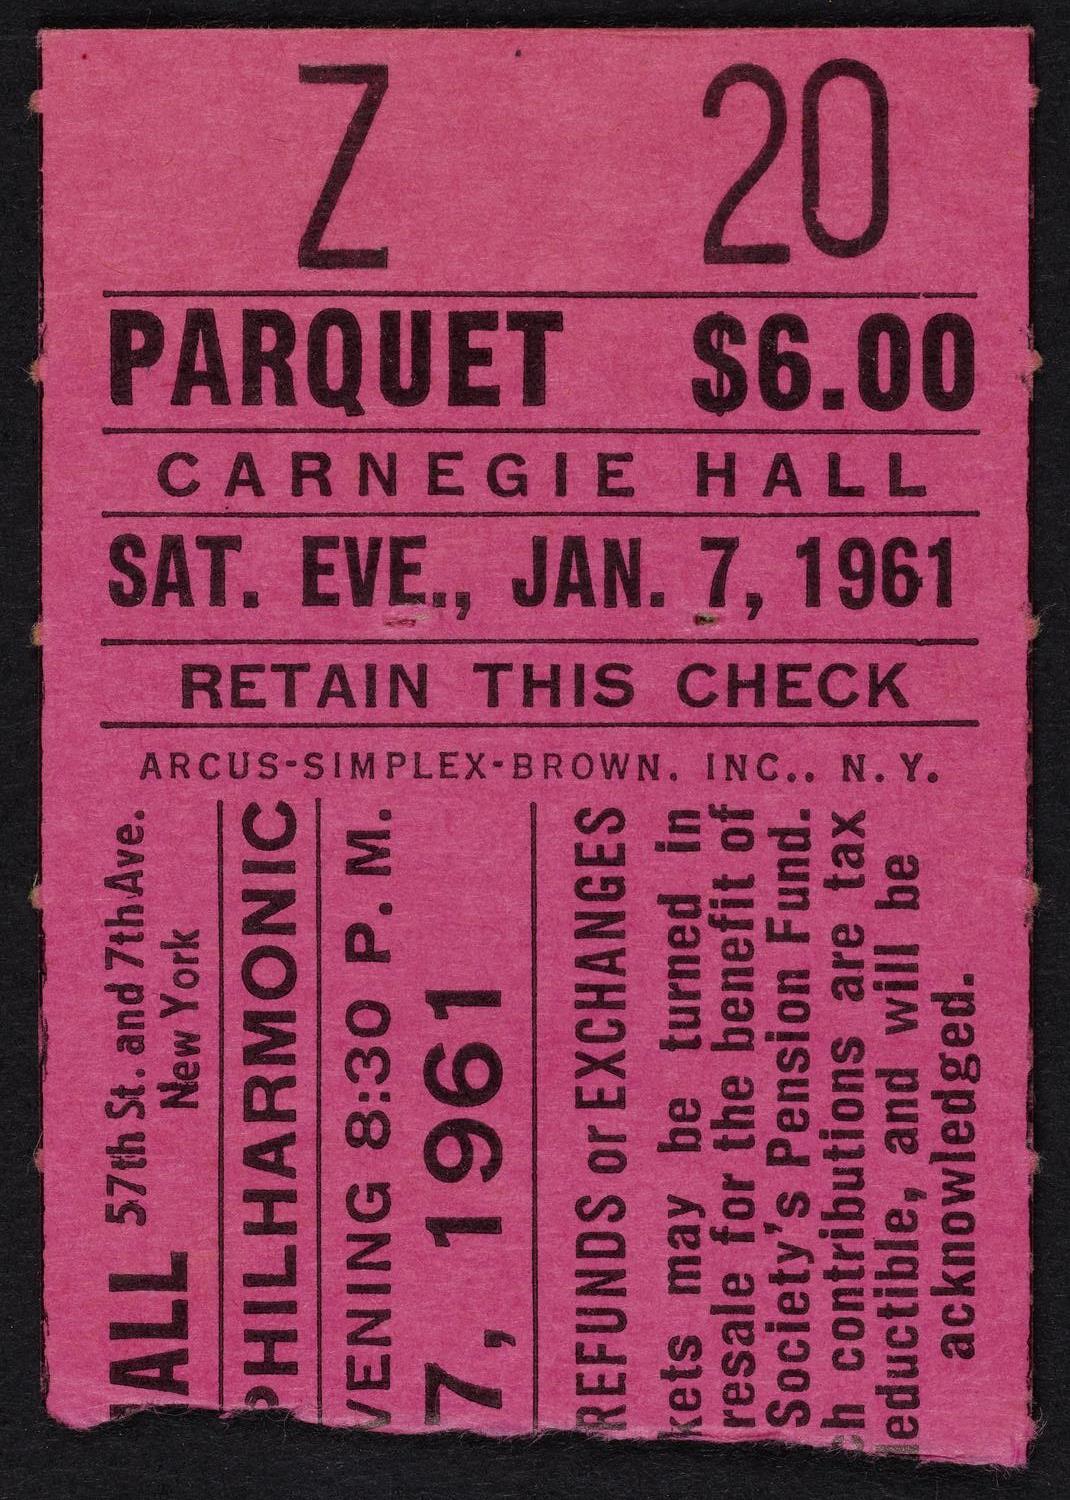 Z 20
PARQUET $6.00
CARNEGIE HALL
SAT. EVE., JAN. 7, 1961
RETAIN THIS CHECK
ARCUS-SIMPLEX-BROWN. INC.. N.Y.
ALL 57th St. and 7th Ave.
New York
PHILHARMONIC
VENING 8:30 P.M.
7, 1961
REFUNDS or EXCHANGES
kets may be turned in
resale for the benefit of
Society's Pension Fund.
h contributions are tax
eductible, and will be
acknowledged.